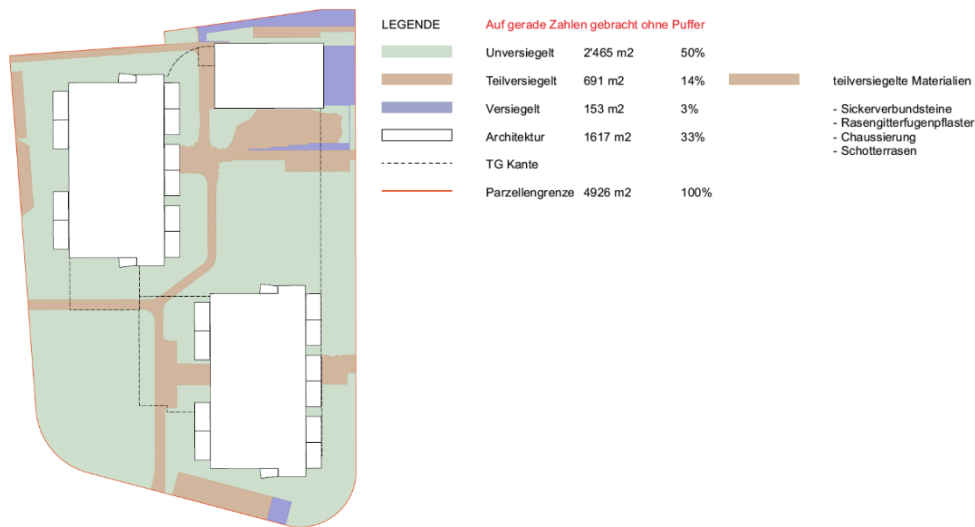 LEGENDE Auf gerade Zahlen gebracht ohne Puffer
Unversiegelt 2'465 m2 50%
Teilversiegelt 691 m2 14% teilversiegelte Materialien
Versiegelt 153 m2 3% - Sickerverbundsteine
- Rasengitterfugenpflaster
Architektur 1617 m2 33% - Chaussierung
- Schotterrasen
TG Kante
Parzellengrenze 4926 m2 100%